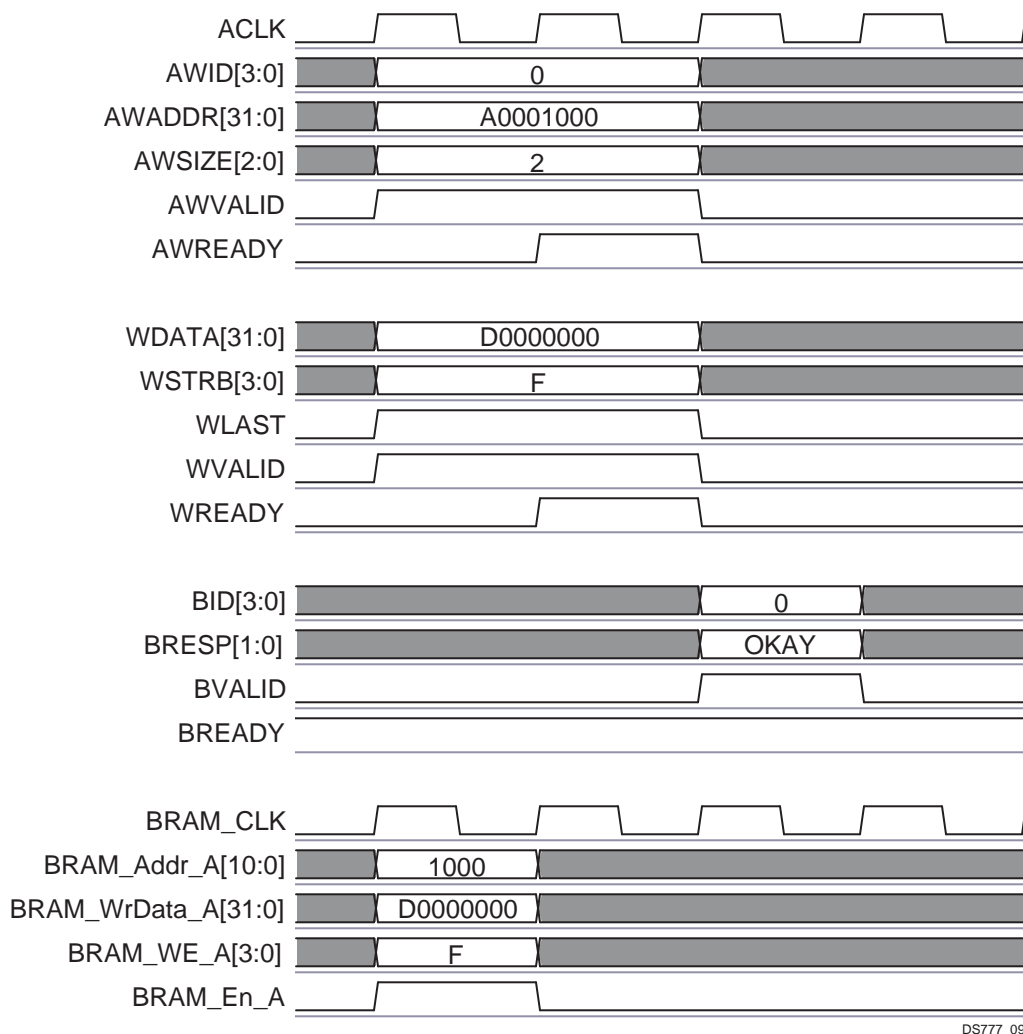 ACLK
AWID[3:0] 0
AWADDR[31:0] A0001000
AWSIZE[2:0] 2
AWVALID
AWREADY
WDATA[31:0] D0000000
WSTRB[3:0] F
WLAST
WVALID
WREADY
BID[3:0] 0
BRESP[1:0] OKAY
BVALID
BREADY
BRAM_CLK
BRAM_Addr_A[10:0] 1000
BRAM_WrData_A[31:0] D0000000
BRAM_WE_A[3:0] F
BRAM_En_A
DS777_09